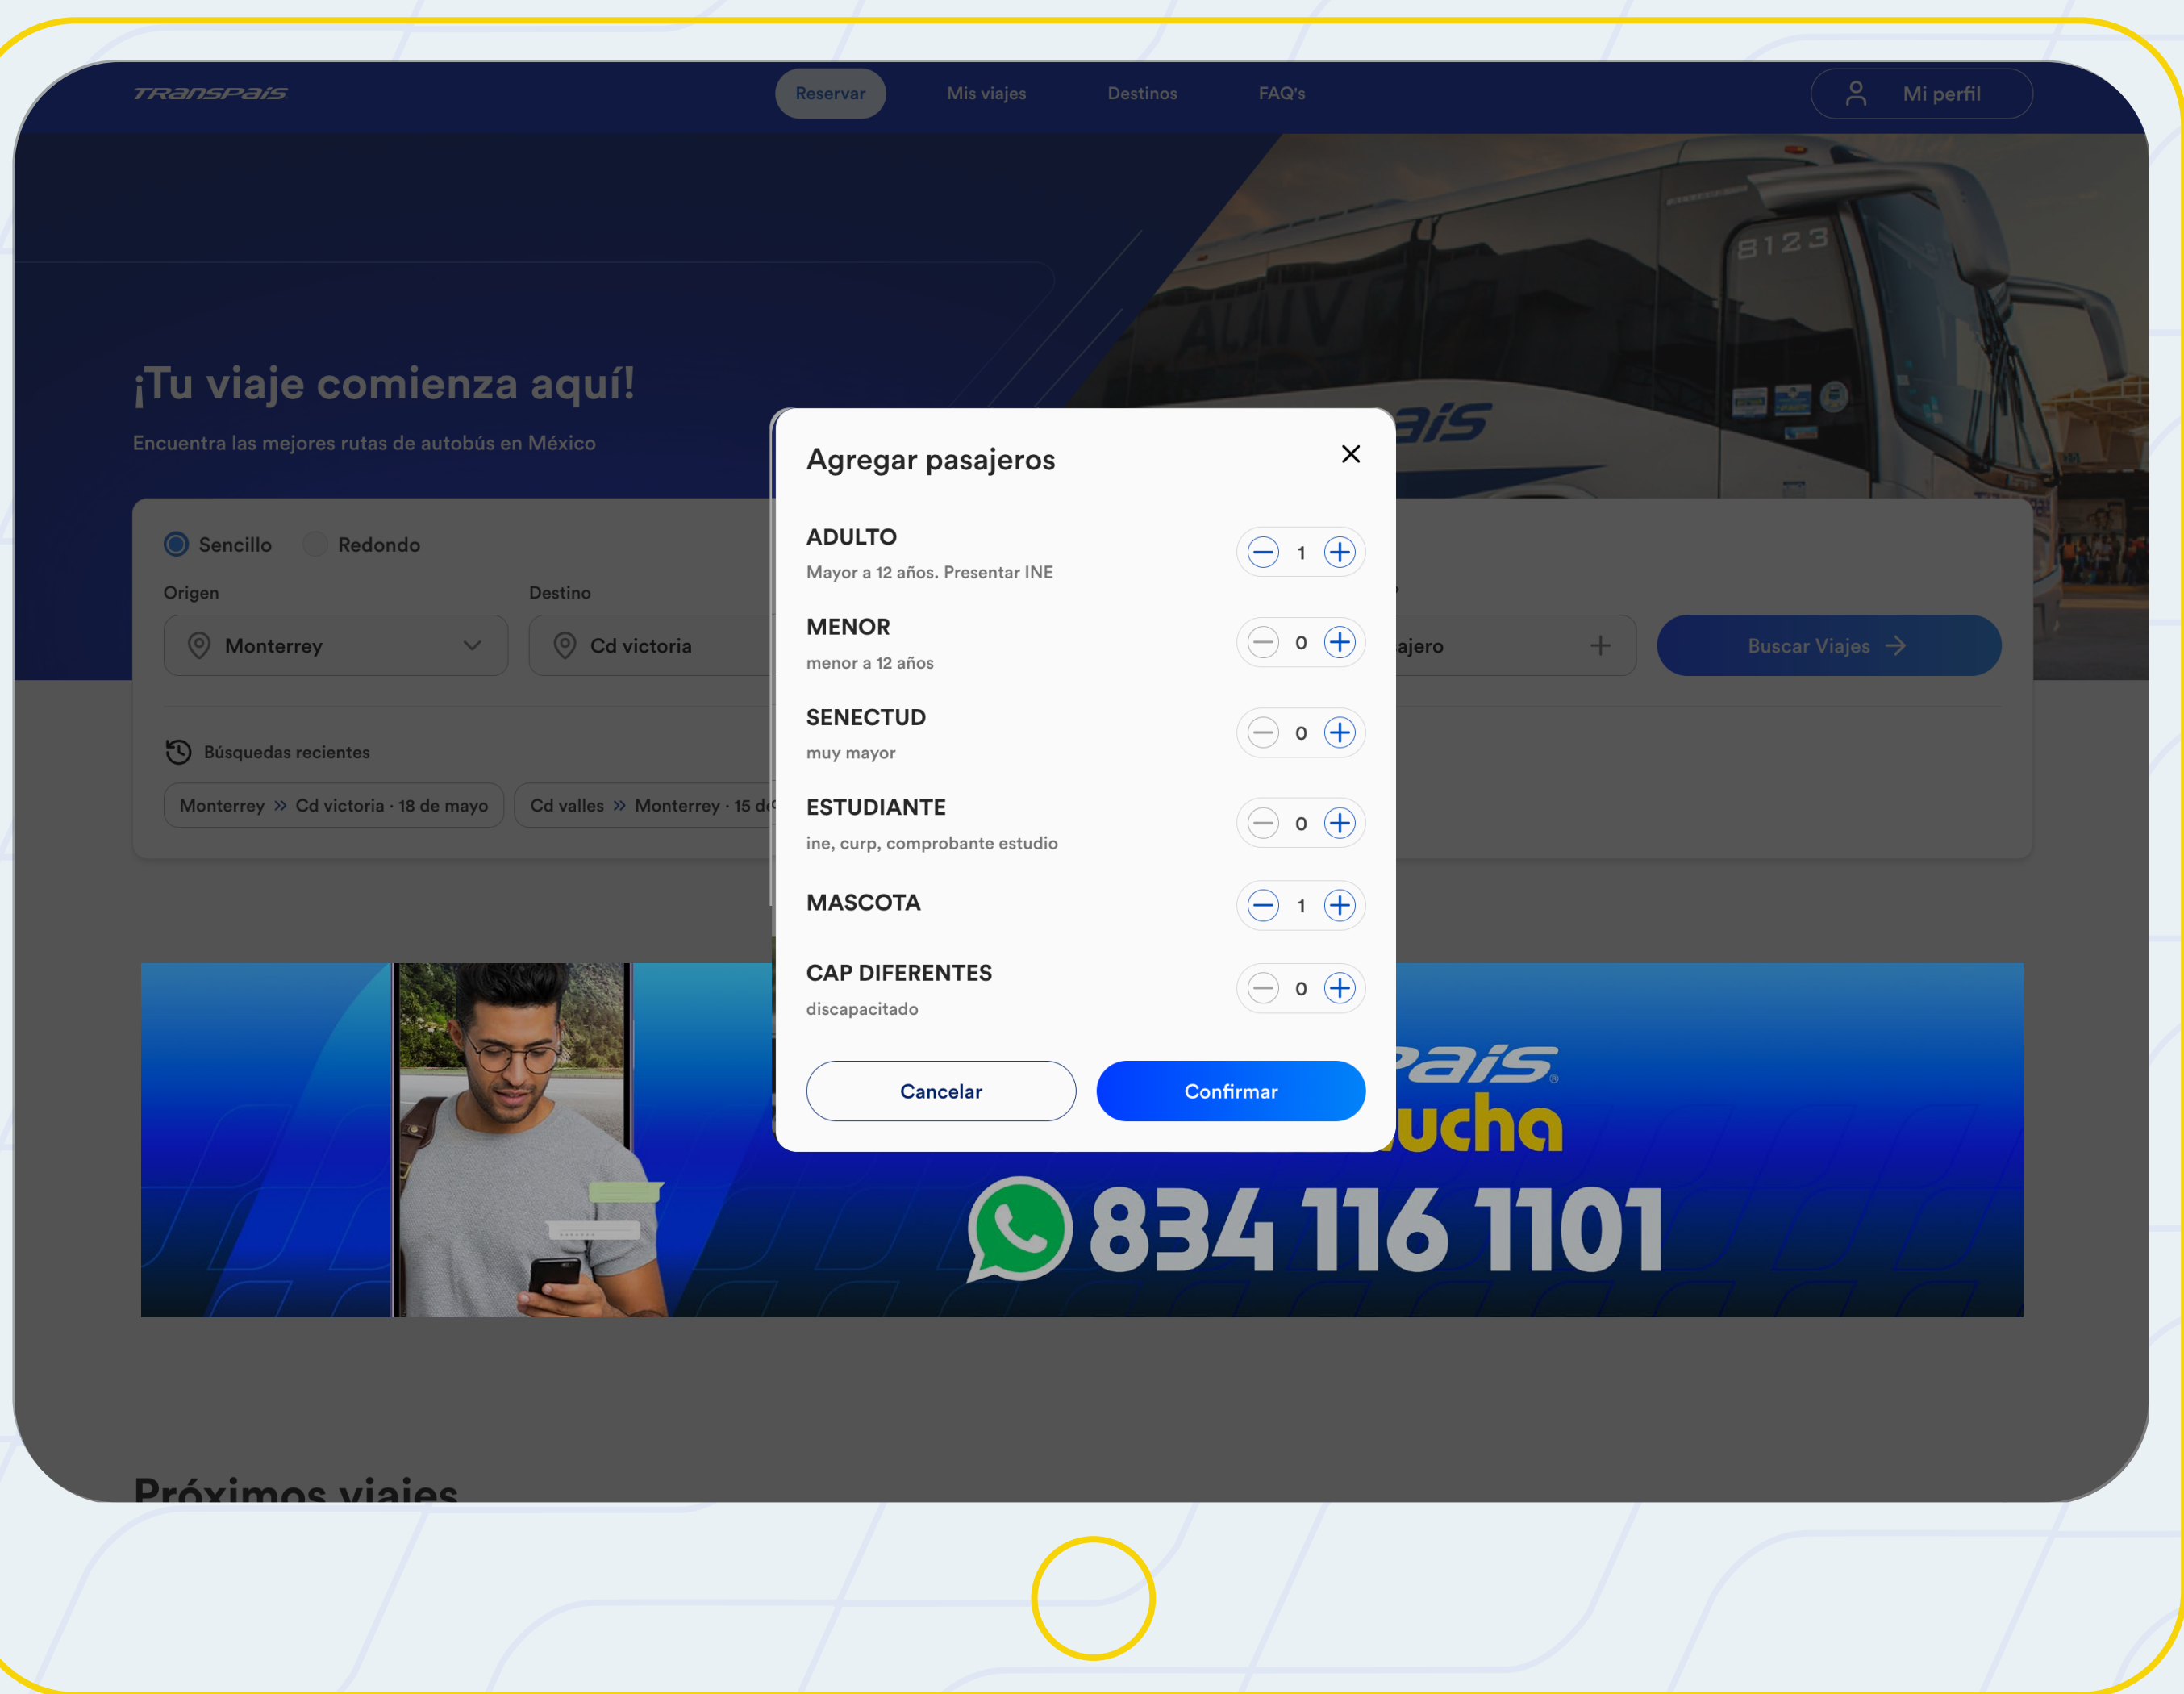 TRANSPAIS
Reservar
Mis viajes
Destinos
FAQ's
Mi perfil
8123
¡Tu viaje comienza aquí!
Encuentra las mejores rutas de autobús en México
ais
Sencillo
Redondo
Origen
Destino
Monterrey
Cd victoria
ajero
Buscar Viajes
Búsquedas recientes
Monterrey » Cd victoria · 18 de mayo
Cd valles » Monterrey · 15 de
Agregar pasajeros
ADULTO
Mayor a 12 años. Presentar INE
1
MENOR
menor a 12 años
0
SENECTUD
muy mayor
0
ESTUDIANTE
ine, curp, comprobante estudio
0
MASCOTA
1
CAP DIFERENTES
discapacitado
0
Cancelar
Confirmar
pais®
ucha
834 116 1101
Próximos viajes